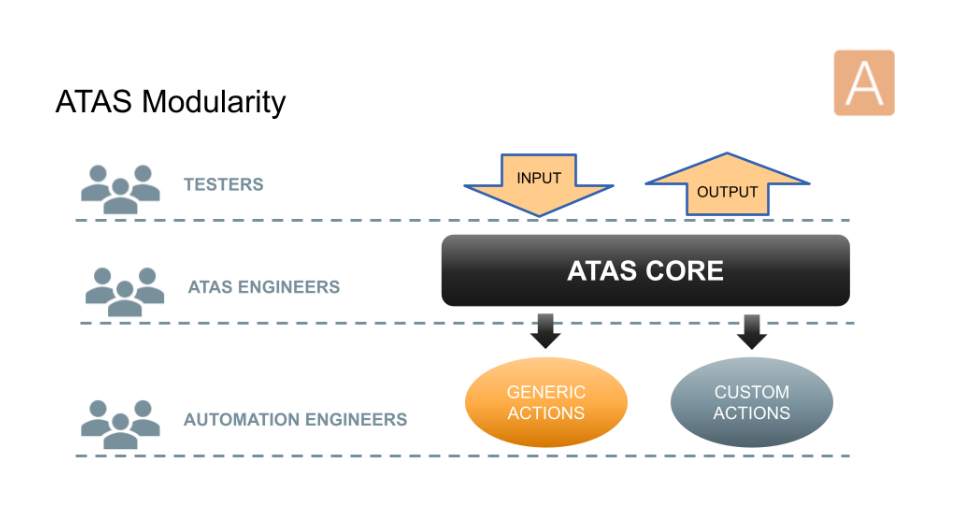 A
ATAS Modularity
TESTERS
INPUT
OUTPUT
ATAS ENGINEERS
ATAS CORE
AUTOMATION ENGINEERS
GENERIC
ACTIONS
CUSTOM
ACTIONS